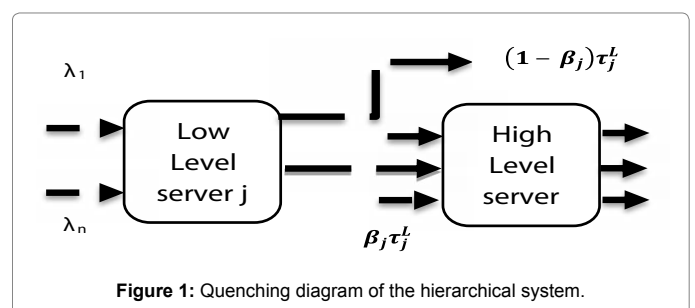 (1 − βⱼ)τⱼᴸ
λ₁
Low
Level
server j
High
Level
server
λₙ
βⱼτⱼᴸ
Figure 1: Quenching diagram of the hierarchical system.